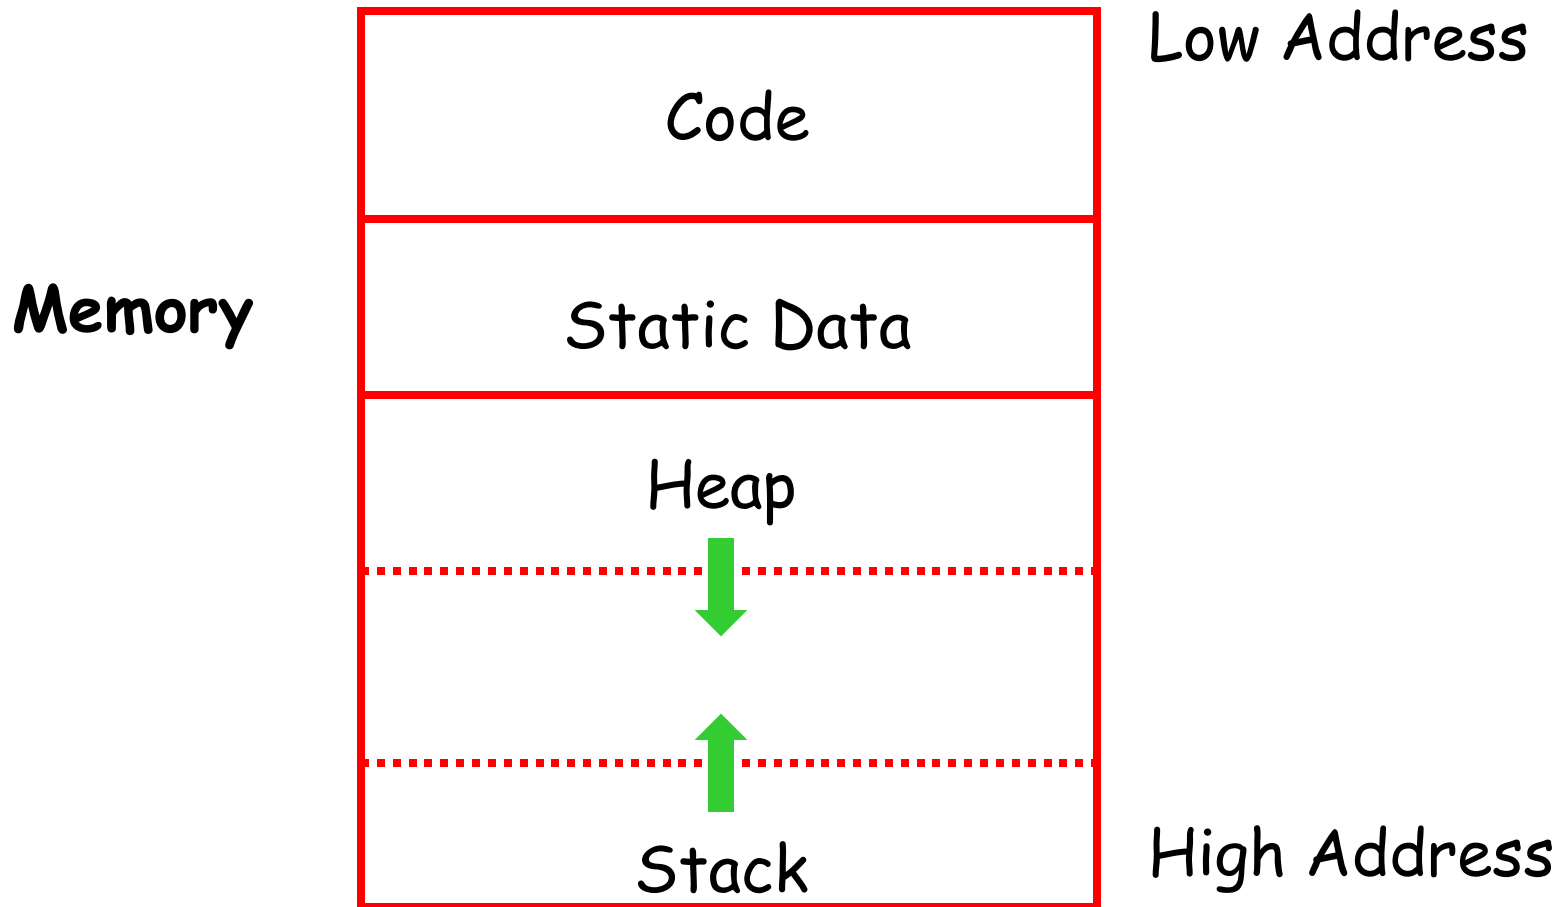 Low Address
Code
Memory
Static Data
Heap
Stack
High Address